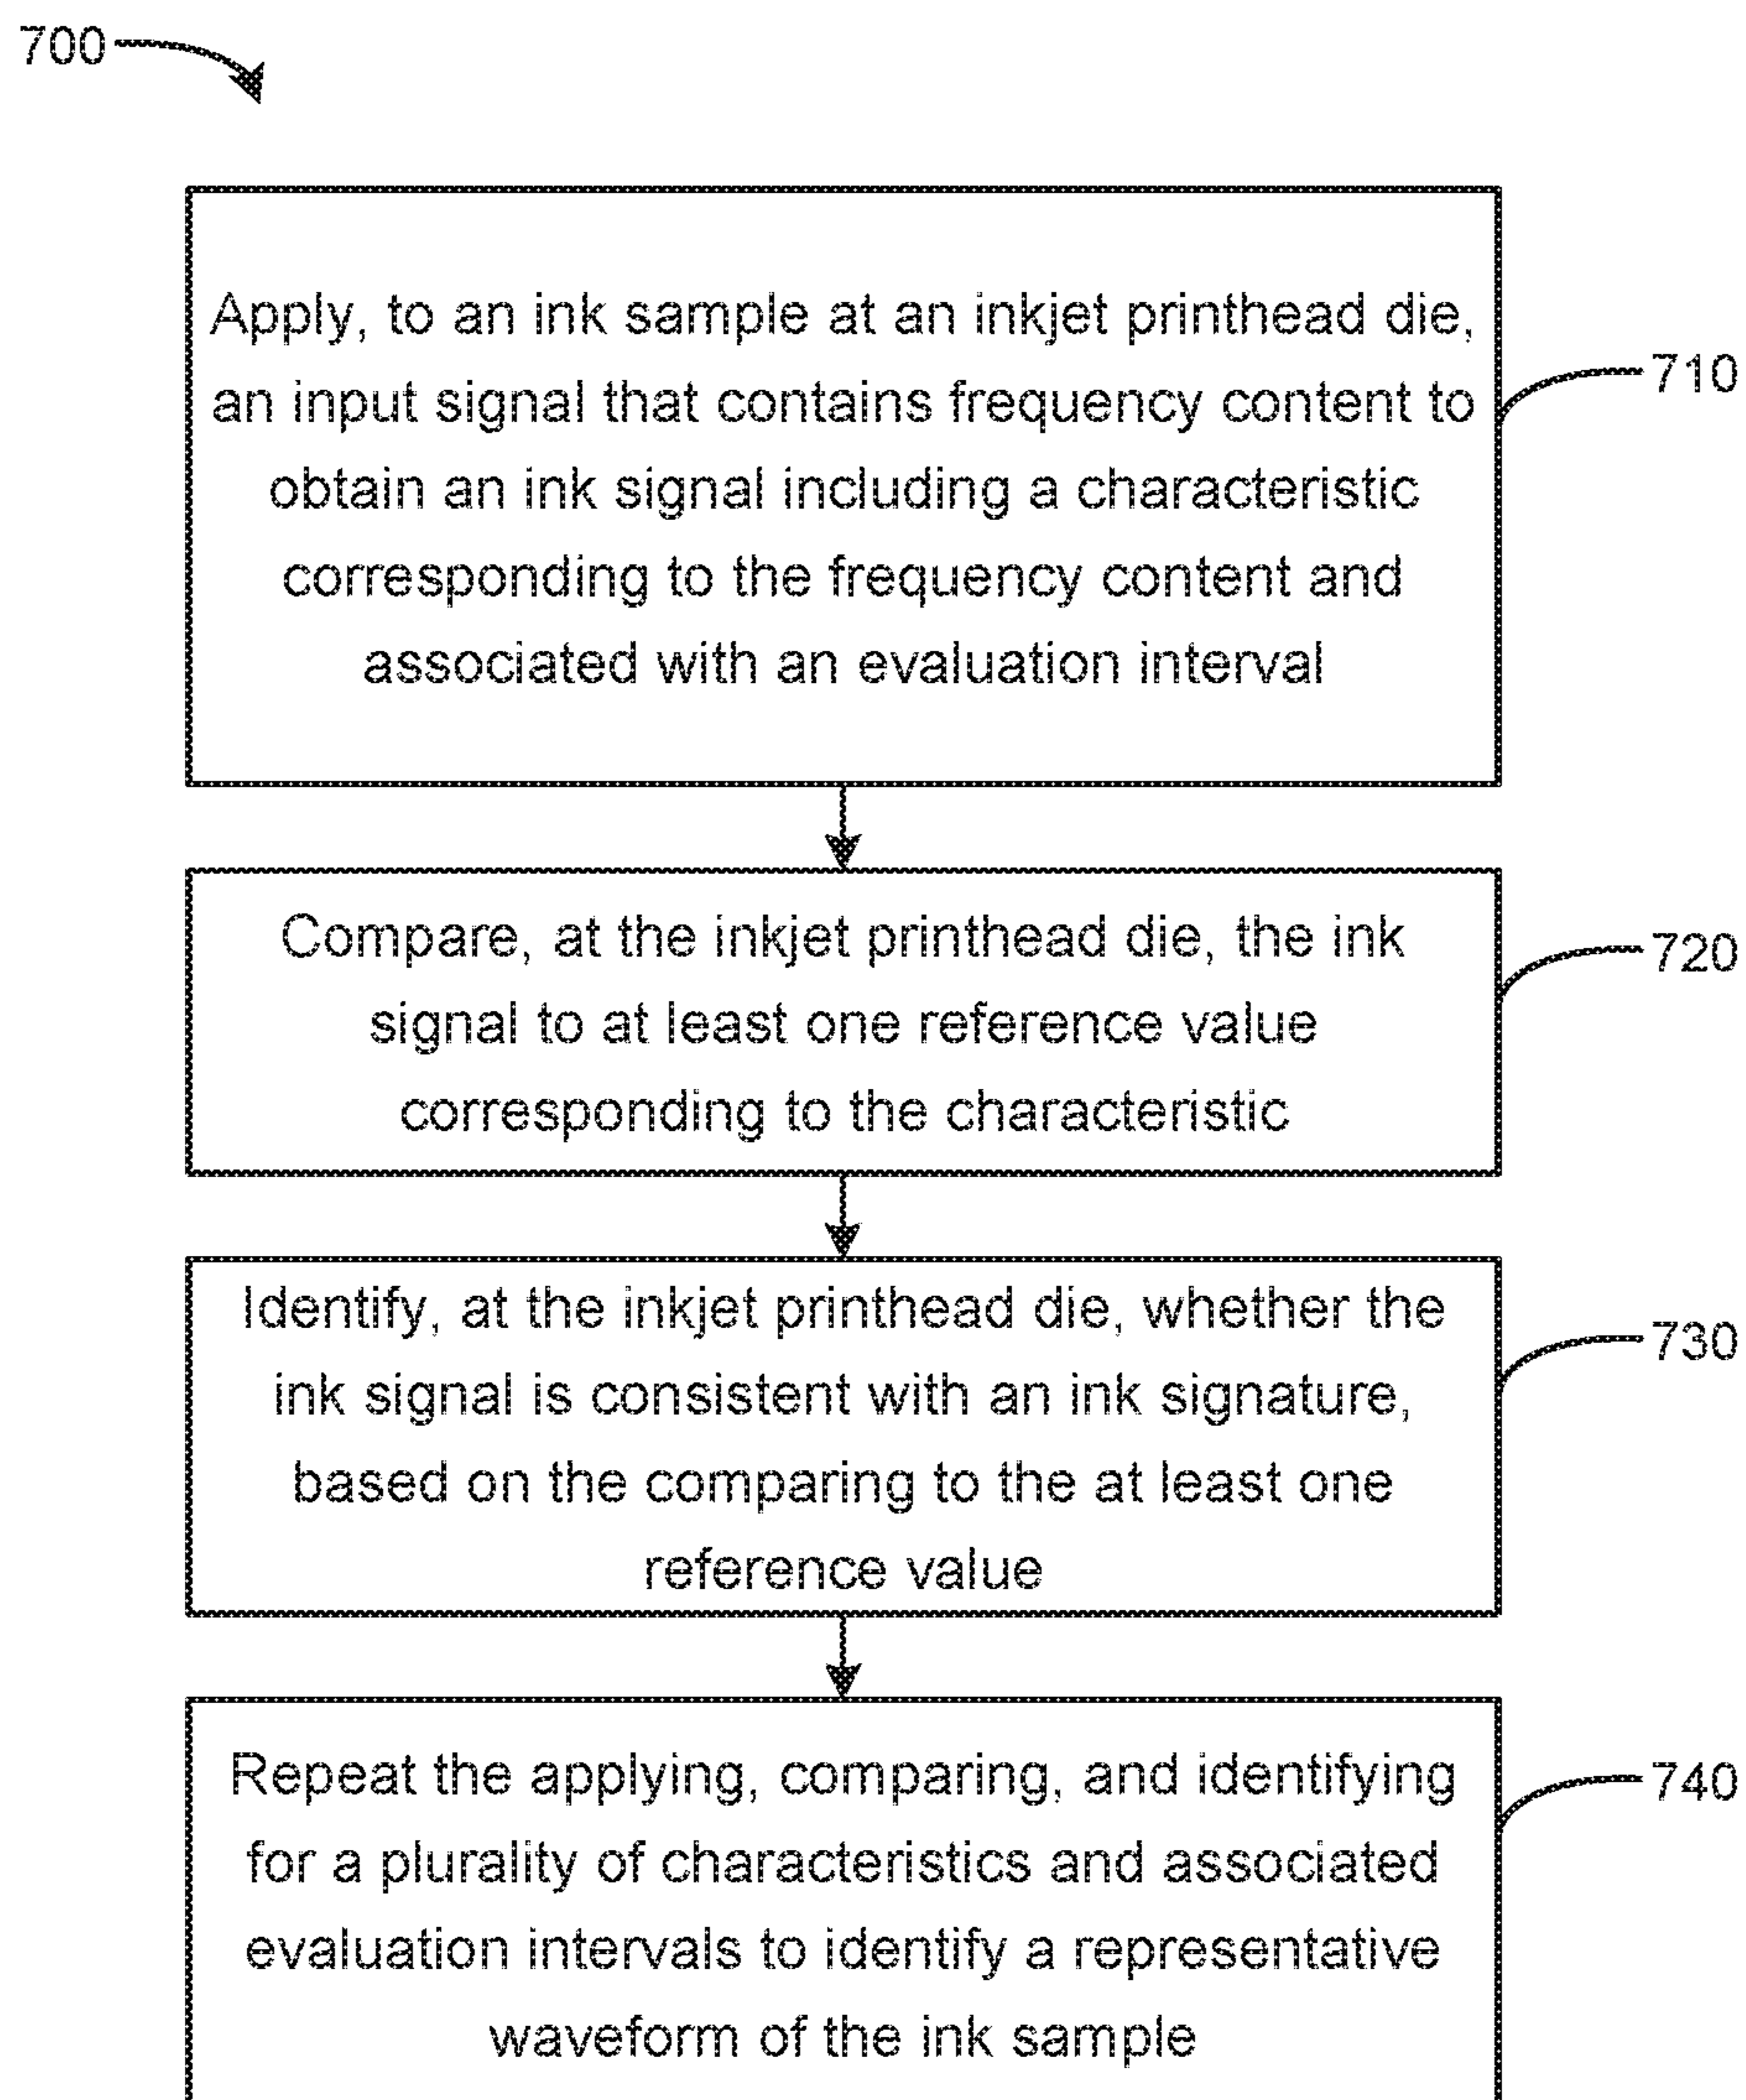 700
Apply, to an ink sample at an inkjet printhead die,
an input signal that contains frequency content to
obtain an ink signal including a characteristic
corresponding to the frequency content and
associated with an evaluation interval
710
Compare, at the inkjet printhead die, the ink
signal to at least one reference value
corresponding to the characteristic
720
Identify, at the inkjet printhead die, whether the
ink signal is consistent with an ink signature,
based on the comparing to the at least one
reference value
730
Repeat the applying, comparing, and identifying
for a plurality of characteristics and associated
evaluation intervals to identify a representative
waveform of the ink sample
740